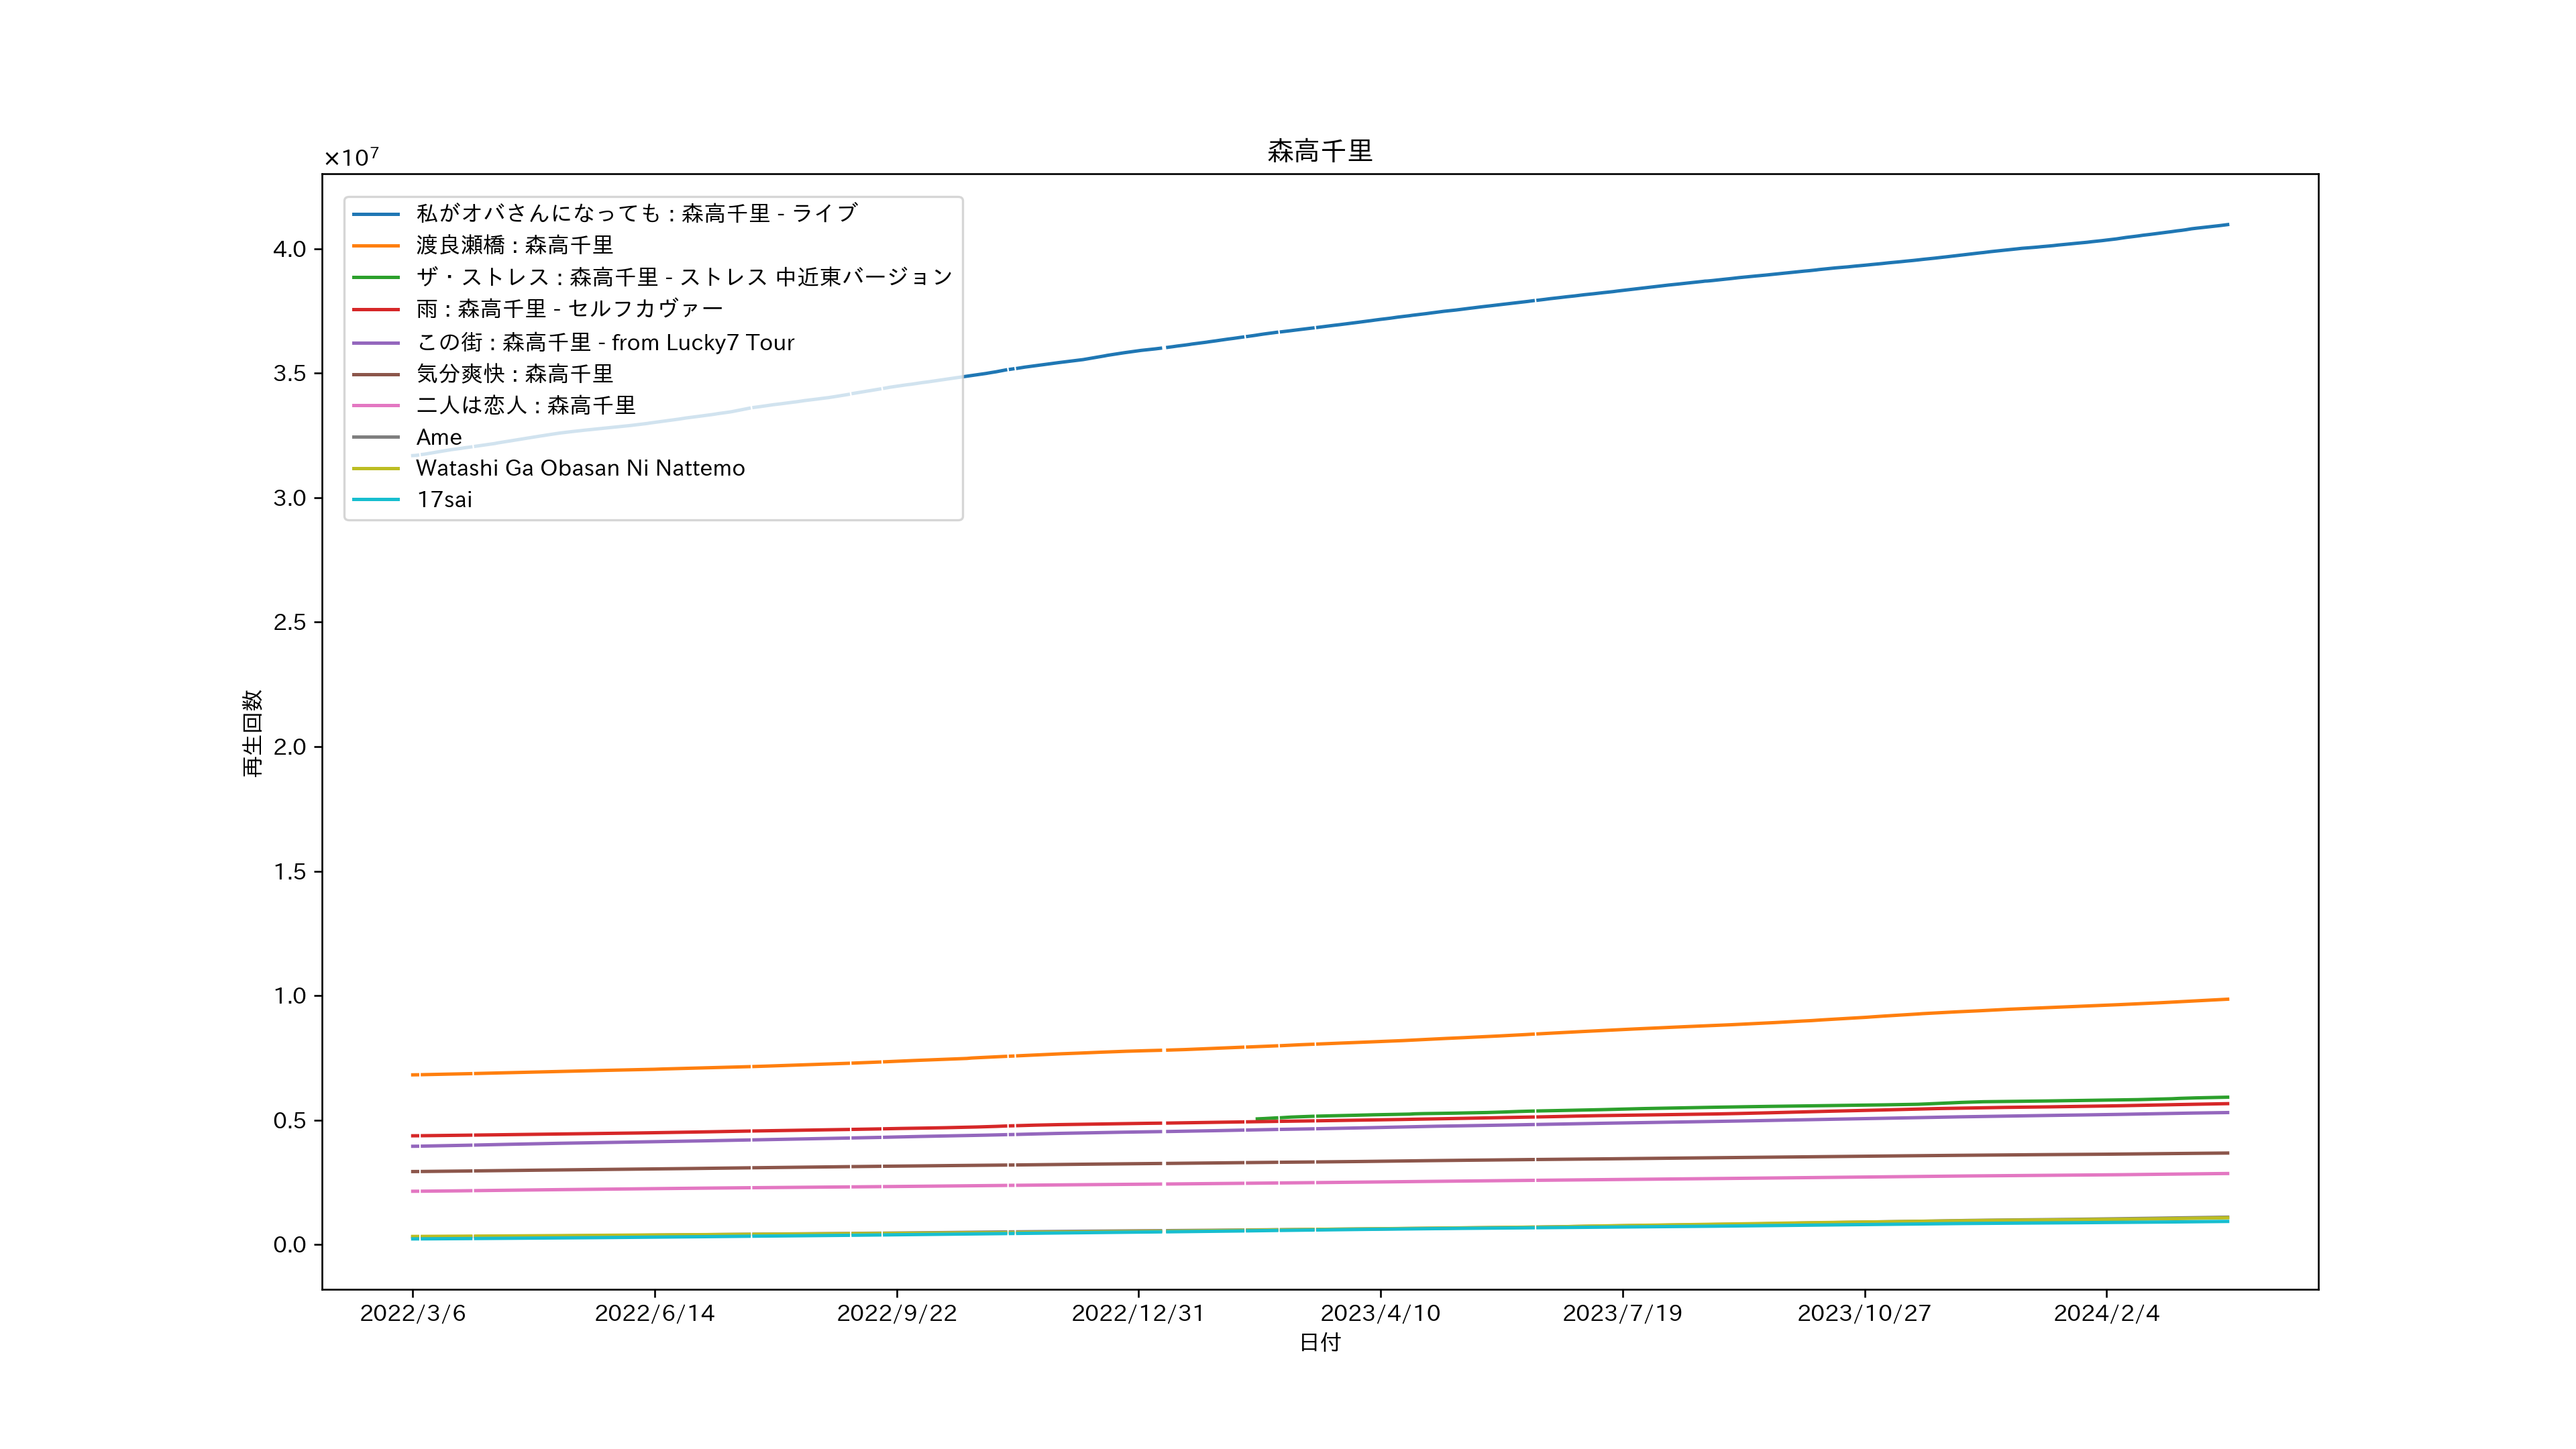 森高千里
×10⁷
私がオバさんになっても : 森高千里 - ライブ
渡良瀬橋 : 森高千里
ザ・ストレス : 森高千里 - ストレス 中近東バージョン
雨 : 森高千里 - セルフカヴァー
この街 : 森高千里 - from Lucky7 Tour
気分爽快 : 森高千里
二人は恋人 : 森高千里
Ame
Watashi Ga Obasan Ni Nattemo
17sai
4.0
3.5
3.0
2.5
2.0
1.5
1.0
0.5
0.0
再生回数
2022/3/6
2022/6/14
2022/9/22
2022/12/31
2023/4/10
2023/7/19
2023/10/27
2024/2/4
日付